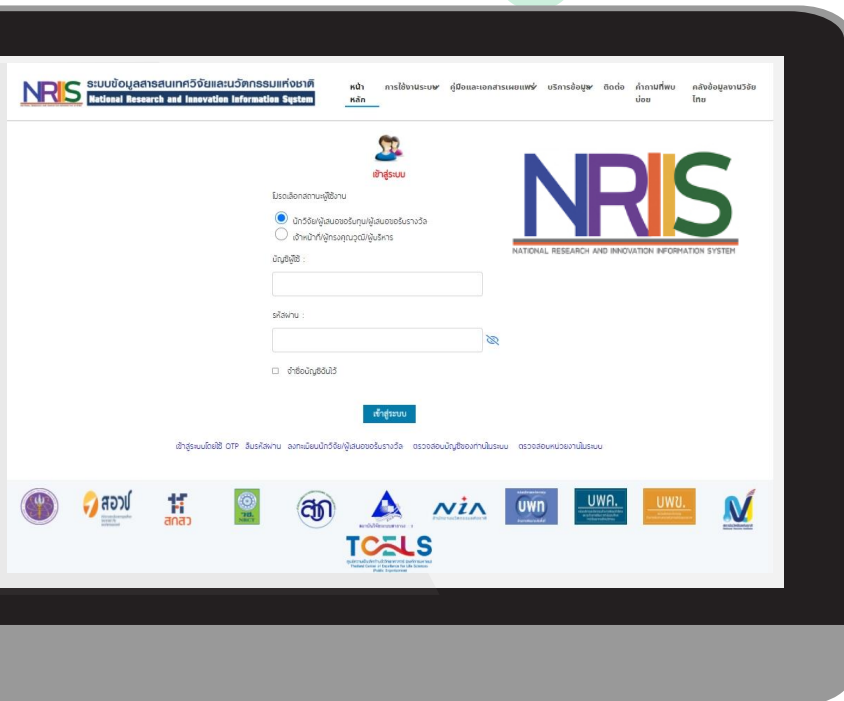 NRIIS ระบบข้อมูลสารสนเทศวิจัยและนวัตกรรมแห่งชาติ
National Research and Innovation Information System
หน้าหลัก การใช้งานระบบ คู่มือและเอกสารเผยแพร่ บริการข้อมูล ติดต่อ คำถามที่พบบ่อย คลังข้อมูลงานวิจัยไทย
เข้าสู่ระบบ
โปรดเลือกสถานะผู้ใช้งาน
นักวิจัย/ผู้เสนอขอรับทุน/ผู้เสนอขอรับรางวัล
เจ้าหน้าที่/ผู้ทรงคุณวุฒิ/ผู้บริหาร
บัญชีผู้ใช้ :
รหัสผ่าน :
จำชื่อบัญชีฉันไว้
เข้าสู่ระบบ
NRIIS
NATIONAL RESEARCH AND INNOVATION INFORMATION SYSTEM
เข้าสู่ระบบโดยใช้ OTP ลืมรหัสผ่าน ลงทะเบียนนักวิจัย/ผู้เสนอขอรับรางวัล ตรวจสอบบัญชีของท่านในระบบ ตรวจสอบหน่วยงานในระบบ
สอวช สกสว วช. สวก NIA บพท บพค. บพข.
TCELS